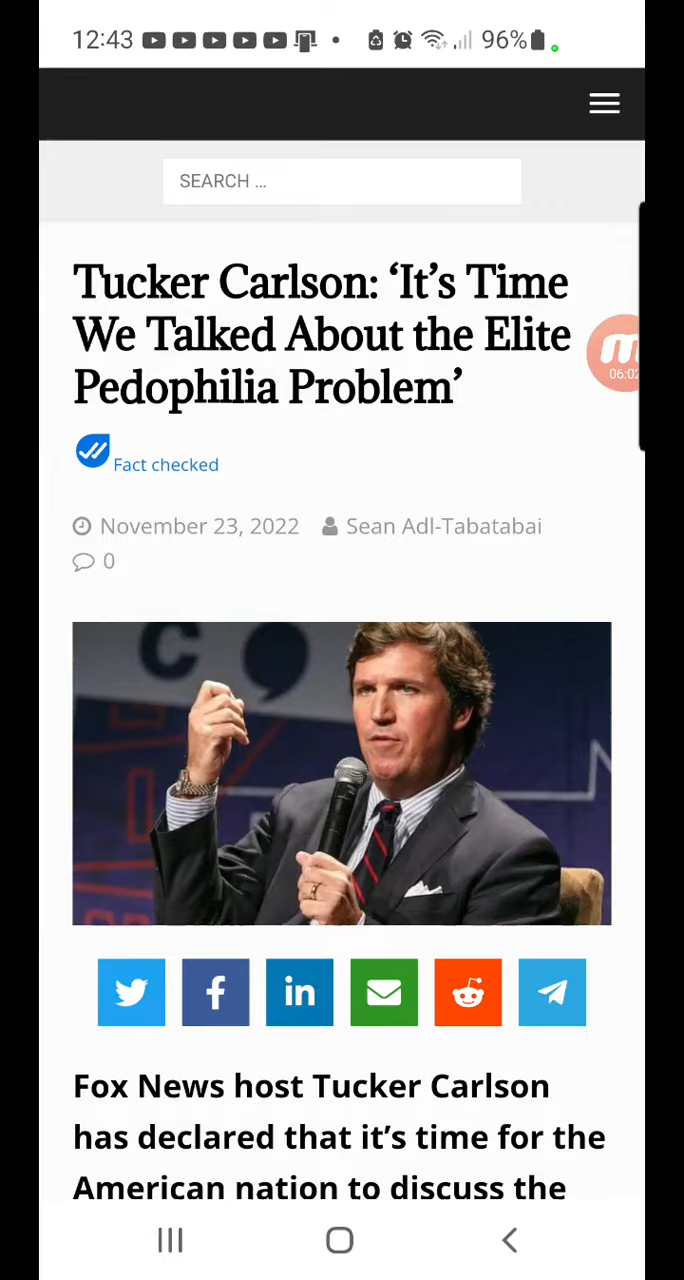 12:43 96%
SEARCH ...
Tucker Carlson: ‘It’s Time
We Talked About the Elite
Pedophilia Problem’
Fact checked
November 23, 2022 Sean Adl-Tabatabai
0
06:02
Fox News host Tucker Carlson
has declared that it’s time for the
American nation to discuss the